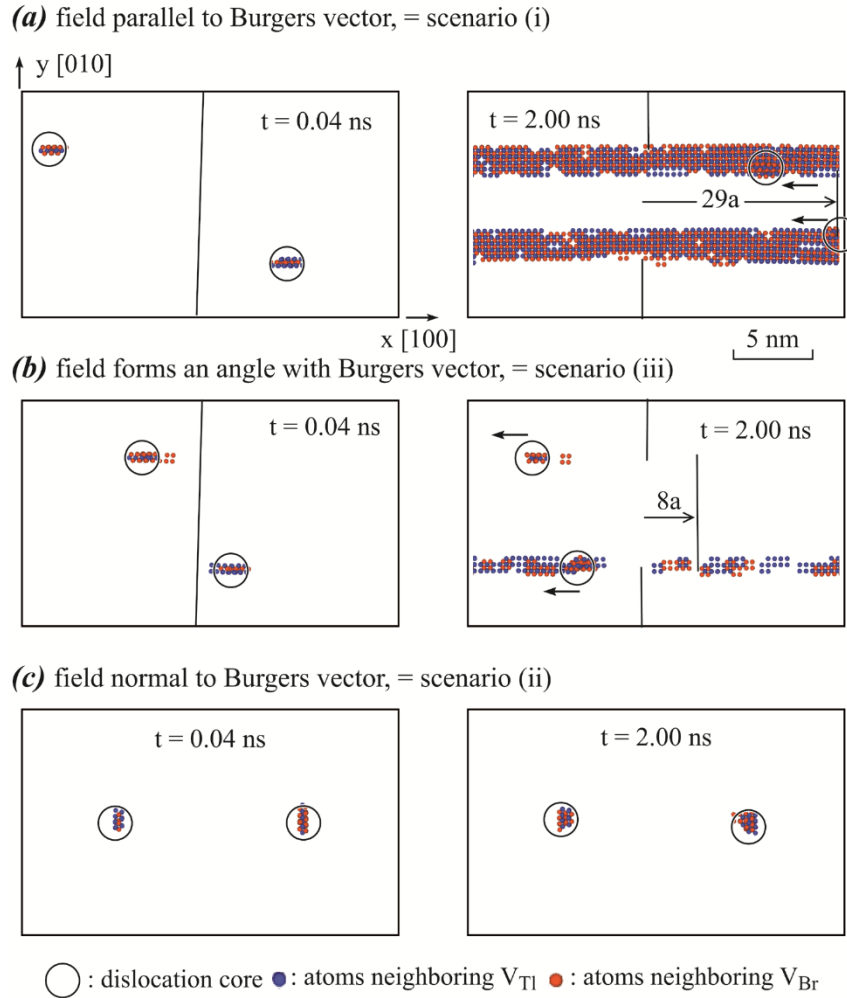 (a) field parallel to Burgers vector, = scenario (i)
y [010]
t = 0.04 ns
t = 2.00 ns
29a
x [100]
5 nm
(b) field forms an angle with Burgers vector, = scenario (iii)
t = 0.04 ns
t = 2.00 ns
8a
(c) field normal to Burgers vector, = scenario (ii)
t = 0.04 ns
t = 2.00 ns
: dislocation core : atoms neighboring V_Tl : atoms neighboring V_Br